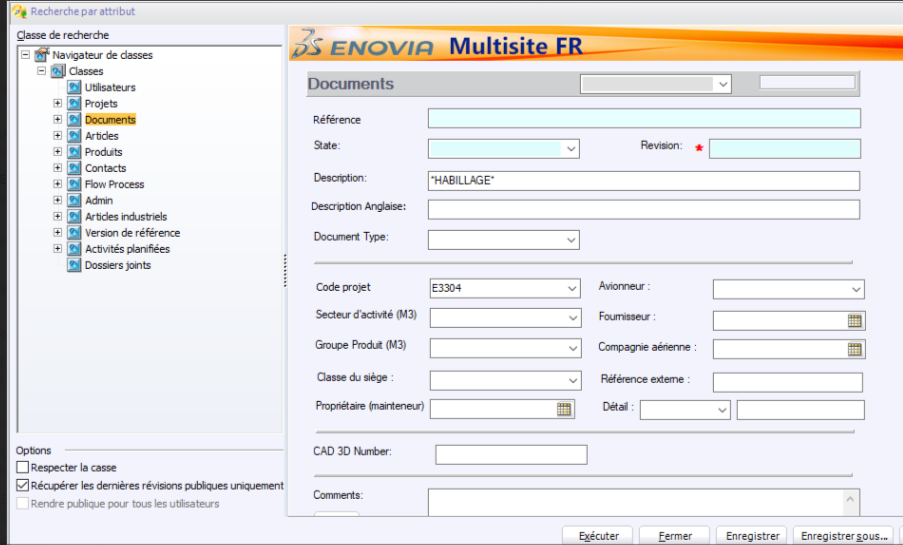 Recherche par attribut
Classe de recherche
Navigateur de classes
Classes
Utilisateurs
Projets
Documents
Articles
Produits
Contacts
Flow Process
Admin
Articles industriels
Version de référence
Activités planifiées
Dossiers joints
Options
Respecter la casse
Récupérer les dernières révisions publiques uniquement
Rendre publique pour tous les utilisateurs
3DS ENOVIA Multisite FR
Documents
Référence
State: Revision: *
Description: *HABILLAGE*
Description Anglaise:
Document Type:
Code projet E3304 Avionneur :
Secteur d'activité (M3) Fournisseur :
Groupe Produit (M3) Compagnie aérienne :
Classe du siège : Référence externe :
Propriétaire (mainteneur) Détail :
CAD 3D Number:
Comments:
Exécuter Fermer Enregistrer Enregistrer sous...